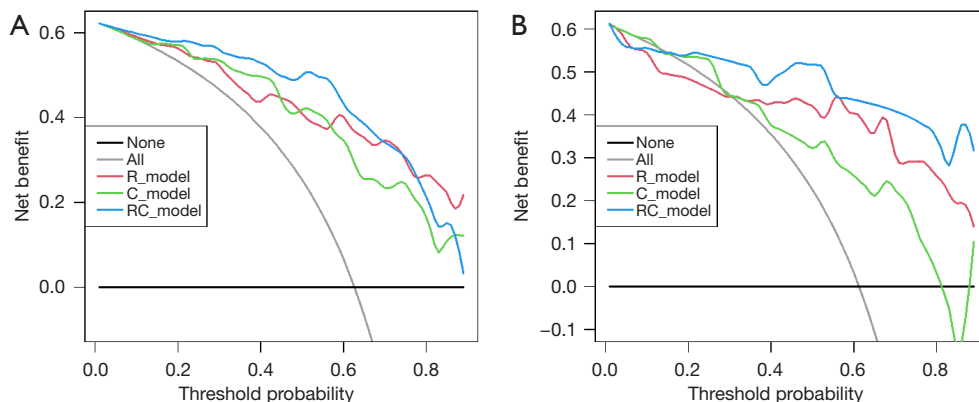 A
Net benefit
0.6
0.4
0.2
0.0
None
All
R_model
C_model
RC_model
0.0 0.2 0.4 0.6 0.8
Threshold probability
B
Net benefit
0.6
0.5
0.4
0.3
0.2
0.1
0.0
−0.1
None
All
R_model
C_model
RC_model
0.0 0.2 0.4 0.6 0.8
Threshold probability